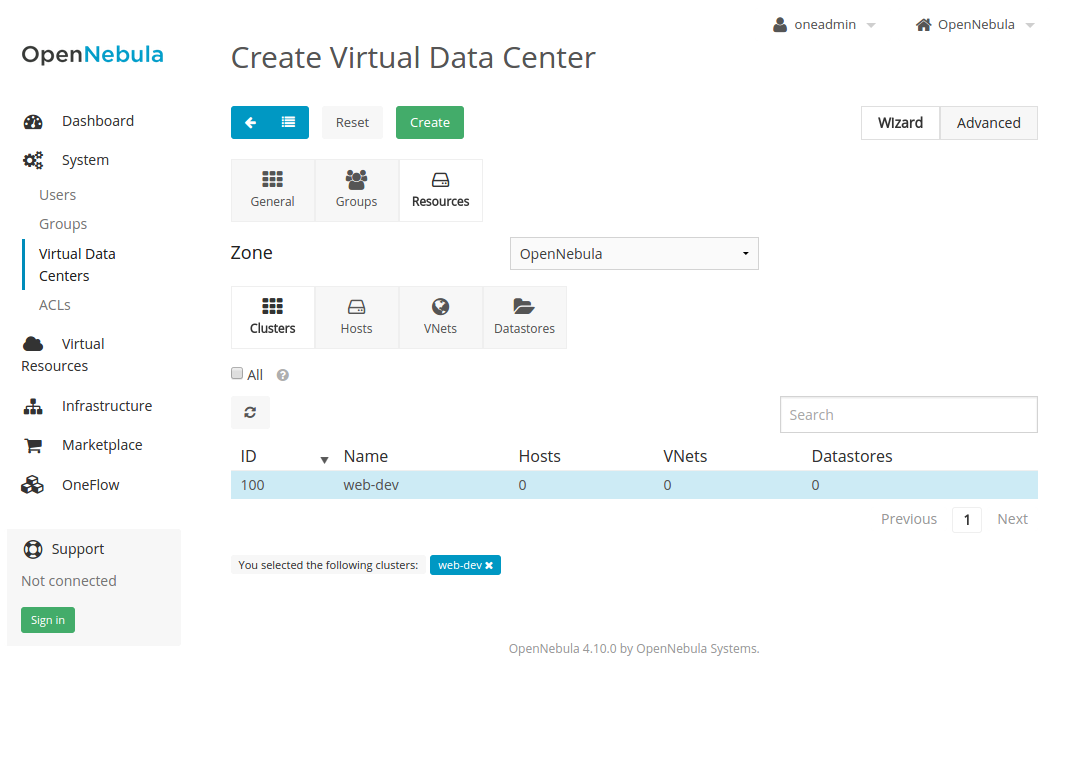 oneadmin OpenNebula
OpenNebula
Create Virtual Data Center
Reset Create Wizard Advanced
Dashboard
System
Users
Groups
Virtual Data
Centers
ACLs
Virtual
Resources
Infrastructure
Marketplace
OneFlow
Support
Not connected
Sign in
General Groups Resources
Zone OpenNebula
Clusters Hosts VNets Datastores
All ?
Search
ID Name Hosts VNets Datastores
100 web-dev 0 0 0
Previous 1 Next
You selected the following clusters: web-dev
OpenNebula 4.10.0 by OpenNebula Systems.